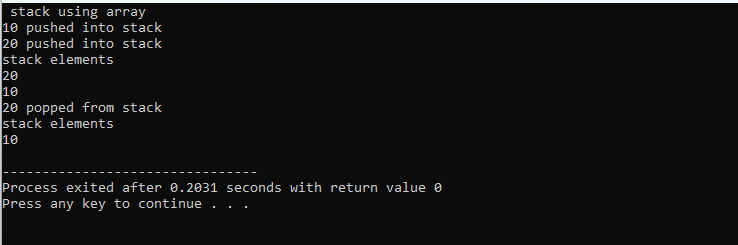 stack using array
10 pushed into stack
20 pushed into stack
stack elements
20
10
20 popped from stack
stack elements
10
--------------------------------
Process exited after 0.2031 seconds with return value 0
Press any key to continue . . .